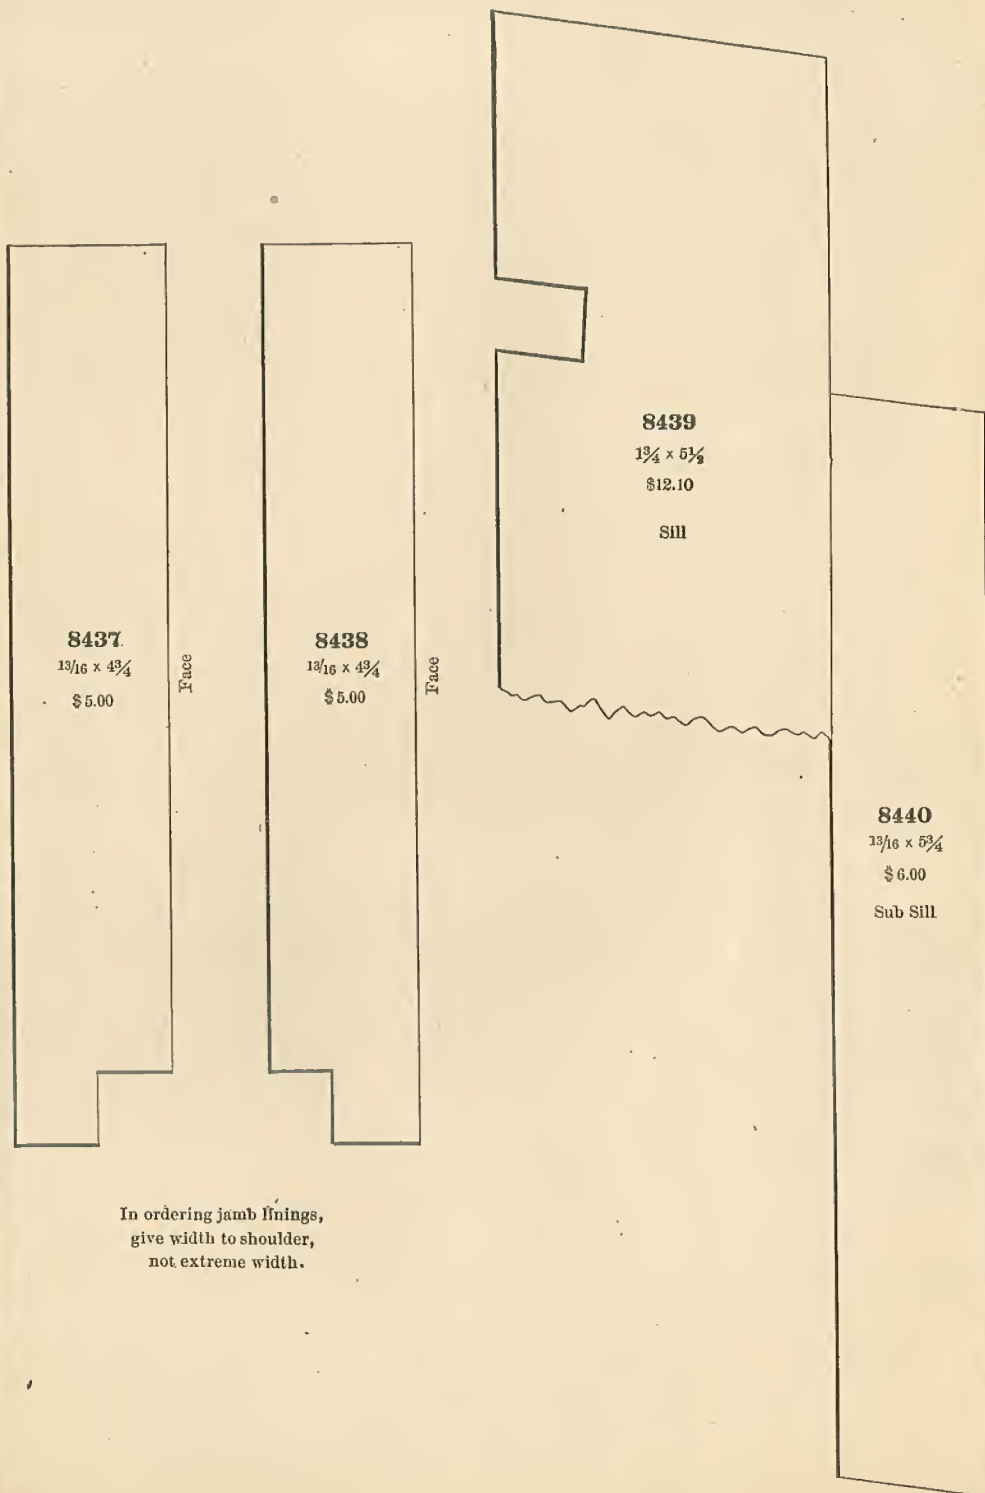 8437
13/16 x 4¾
$5.00
Face
8438
13/16 x 4¾
$5.00
Face
8439
1¾ x 5½
$12.10
Sill
8440
13/16 x 5¾
$6.00
Sub Sill
In ordering jamb linings,
give width to shoulder,
not extreme width.